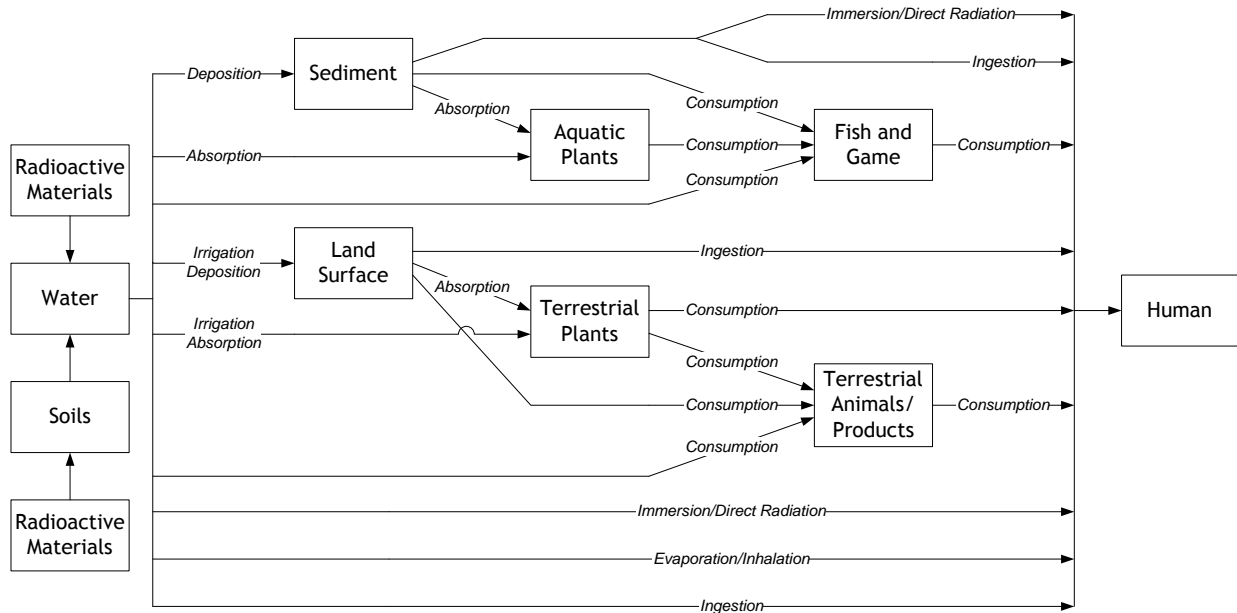 Immersion/Direct Radiation
Sediment
Ingestion
Deposition
Consumption
Absorption
Aquatic
Plants
Fish and
Game
Consumption
Consumption
Absorption
Radioactive
Materials
Consumption
Land
Surface
Ingestion
Irrigation
Deposition
Absorption
Water
Terrestrial
Plants
Consumption
Human
Irrigation
Absorption
Consumption
Soils
Terrestrial
Animals/
Products
Consumption
Consumption
Consumption
Radioactive
Materials
Immersion/Direct Radiation
Evaporation/Inhalation
Ingestion